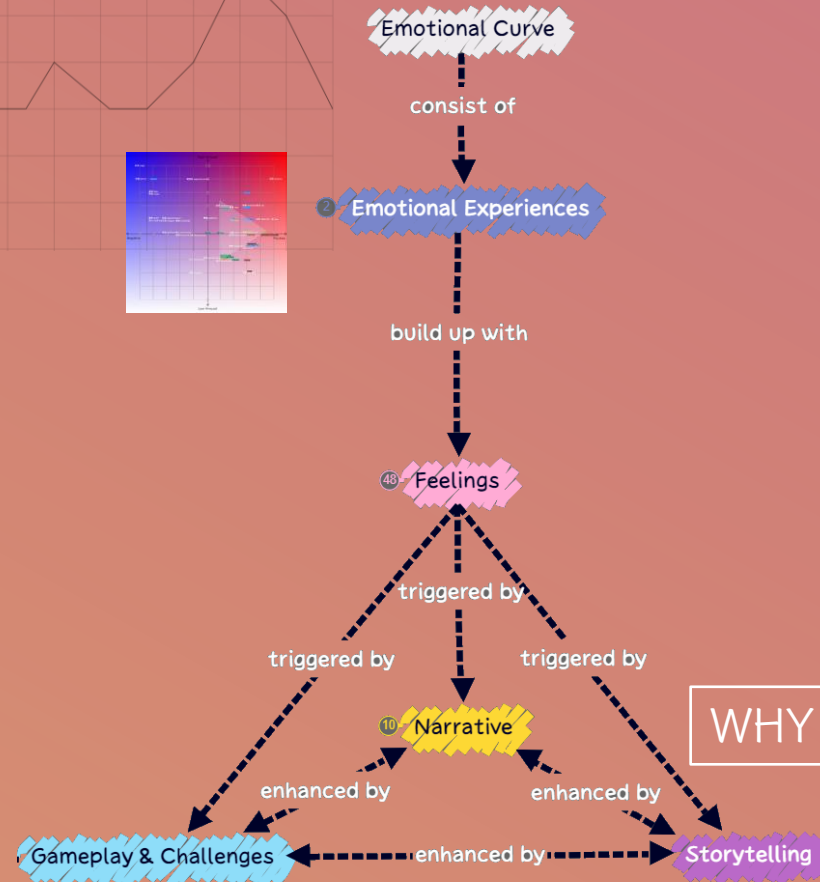 Emotional Curve
consist of
2
Emotional Experiences
build up with
48
Feelings
triggered by
triggered by
triggered by
WHY
10
Narrative
enhanced by
enhanced by
Gameplay & Challenges
enhanced by
Storytelling